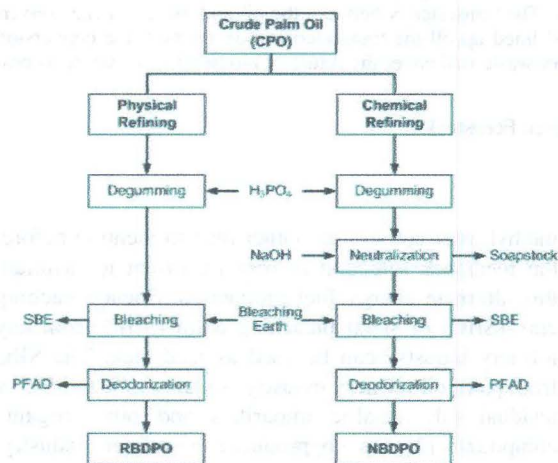 Crude Palm Oil
(CPO)
Physical
Refining
Chemical
Refining
Degumming
H₃PO₄
Degumming
NaOH
Neutralization
Soapstock
SBE
Bleaching
Bleaching
Earth
Bleaching
SBE
PFAD
Deodorization
Deodorization
PFAD
RBDPO
NBDPO